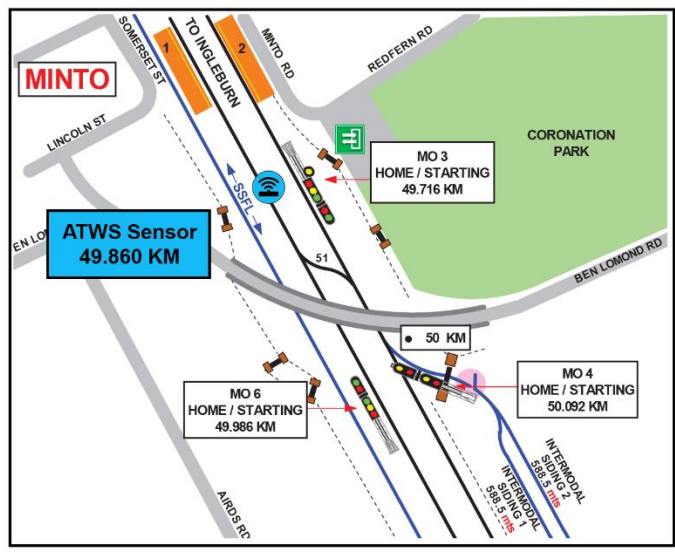 SOMERSET ST
1
TO INGLEBURN
2
MINTO RD
REDFERN RD
MINTO
LINCOLN ST
MO 3
HOME / STARTING
49.716 KM
CORONATION
PARK
SSFL
ATWS Sensor
49.860 KM
EN LOM
51
BEN LOMOND RD
50 KM
MO 6
HOME / STARTING
49.986 KM
MO 4
HOME / STARTING
50.092 KM
AIRDS RD
INTERMODAL
SIDING 1
588.5 mts
INTERMODAL
SIDING 2
588.5 mts